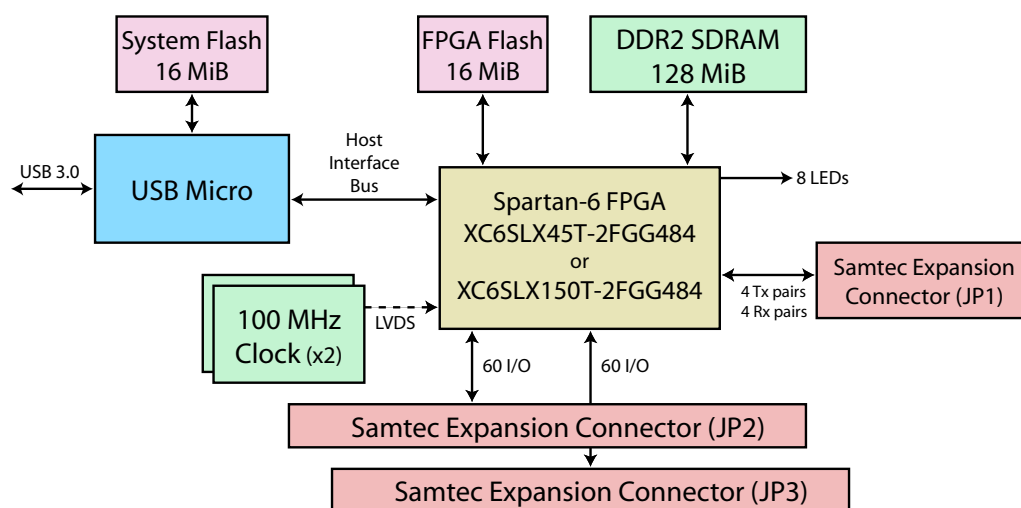 System Flash
16 MiB
FPGA Flash
16 MiB
DDR2 SDRAM
128 MiB
USB 3.0
USB Micro
Host
Interface
Bus
Spartan-6 FPGA
XC6SLX45T-2FGG484
or
XC6SLX150T-2FGG484
8 LEDs
4 Tx pairs
4 Rx pairs
Samtec Expansion
Connector (JP1)
100 MHz
Clock (x2)
LVDS
60 I/O
60 I/O
Samtec Expansion Connector (JP2)
Samtec Expansion Connector (JP3)